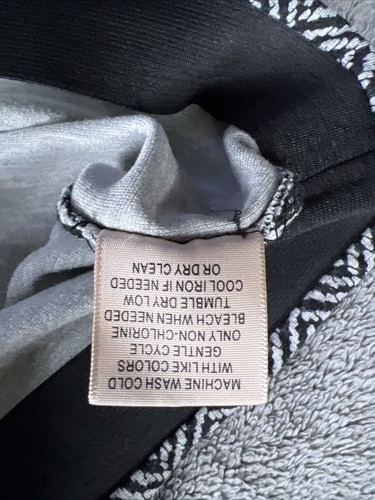 MACHINE WASH COLD
WITH LIKE COLORS
GENTLE CYCLE
ONLY NON-CHLORINE
BLEACH WHEN NEEDED
TUMBLE DRY LOW
COOL IRON IF NEEDED
OR DRY CLEAN